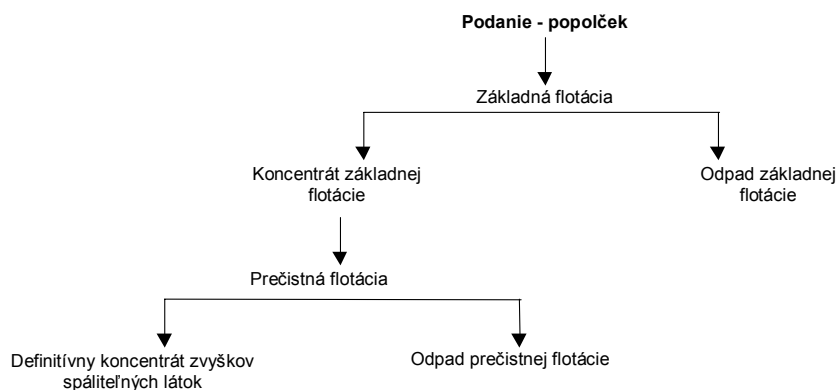 Podanie - popolček
Základná flotácia
Koncentrát základnej
flotácie
Odpad základnej
flotácie
Prečistná flotácia
Definitívny koncentrát zvyškov
spáliteľných látok
Odpad prečistnej flotácie